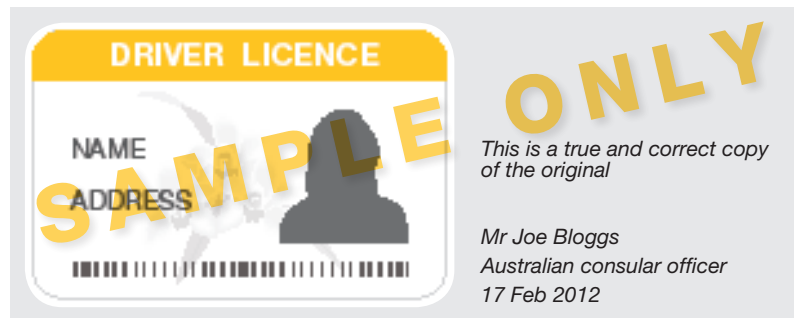 DRIVER LICENCE
NAME
ADDRESS
SAMPLE ONLY
This is a true and correct copy
of the original
Mr Joe Bloggs
Australian consular officer
17 Feb 2012